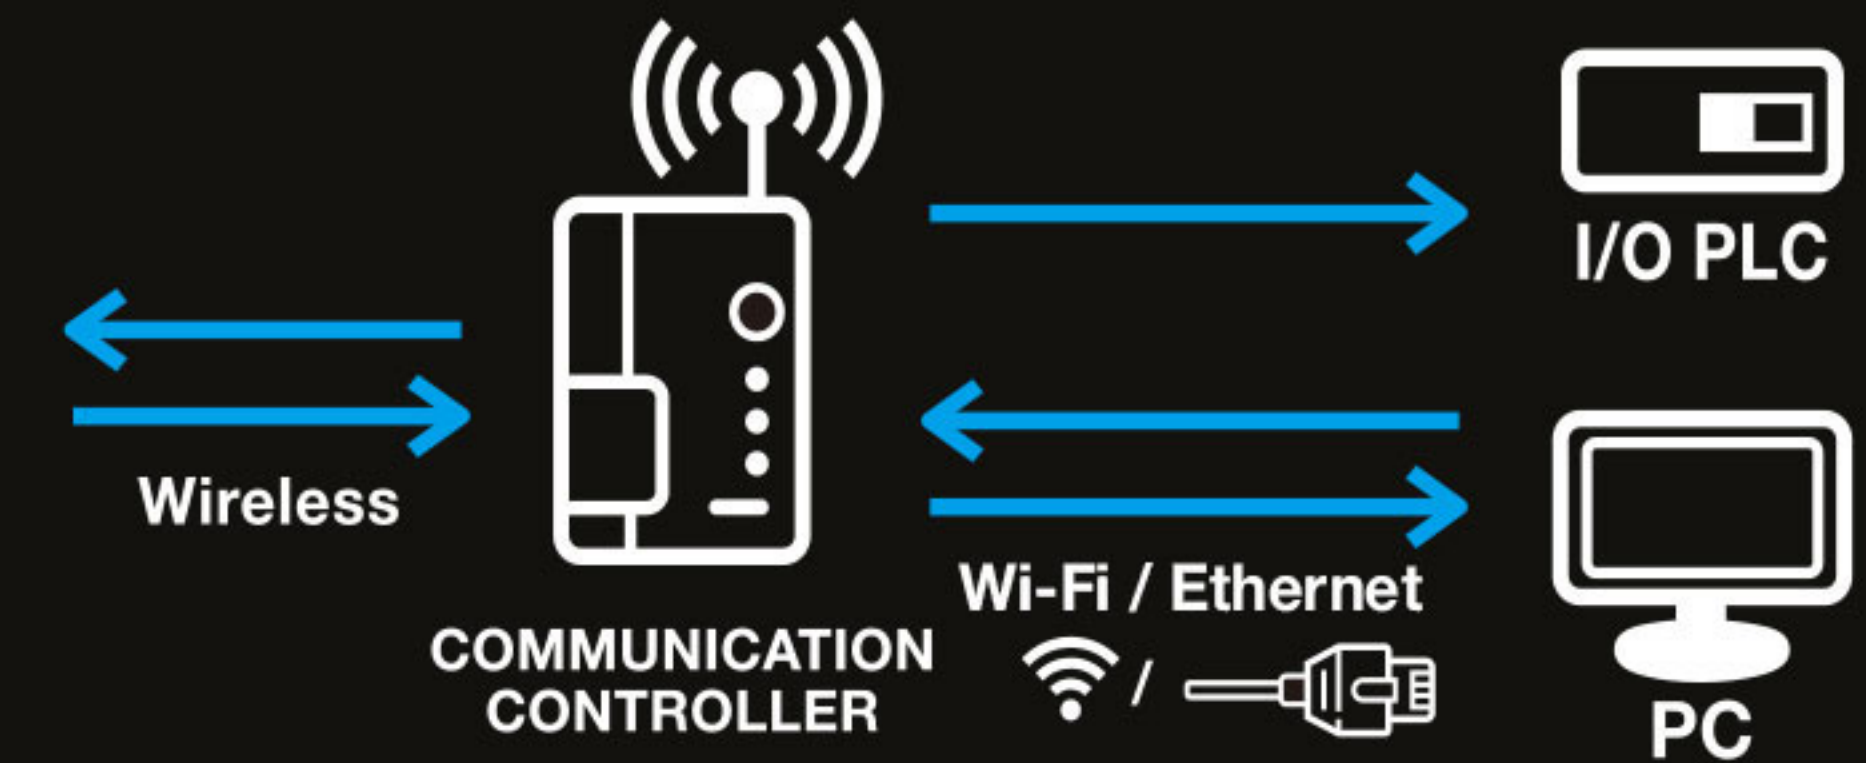 I/O PLC
Wireless
Wi-Fi / Ethernet
/
COMMUNICATION
CONTROLLER
PC